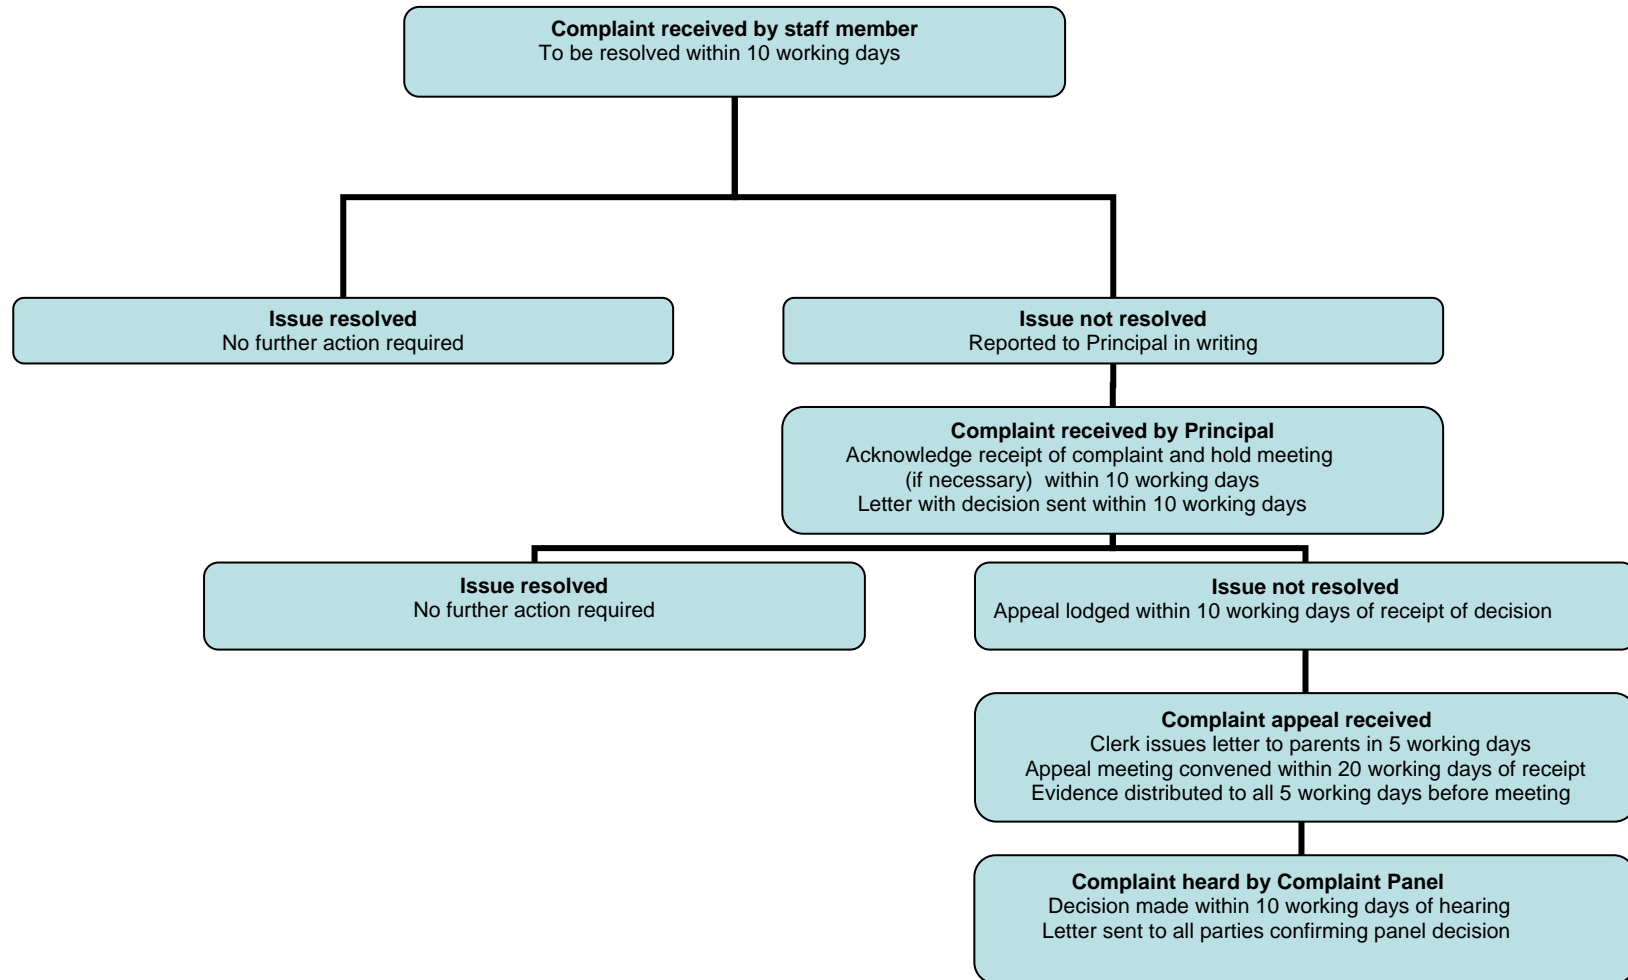 Complaint received by staff member
To be resolved within 10 working days
Issue resolved
No further action required
Issue not resolved
Reported to Principal in writing
Complaint received by Principal
Acknowledge receipt of complaint and hold meeting
(if necessary) within 10 working days
Letter with decision sent within 10 working days
Issue resolved
No further action required
Issue not resolved
Appeal lodged within 10 working days of receipt of decision
Complaint appeal received
Clerk issues letter to parents in 5 working days
Appeal meeting convened within 20 working days of receipt
Evidence distributed to all 5 working days before meeting
Complaint heard by Complaint Panel
Decision made within 10 working days of hearing
Letter sent to all parties confirming panel decision